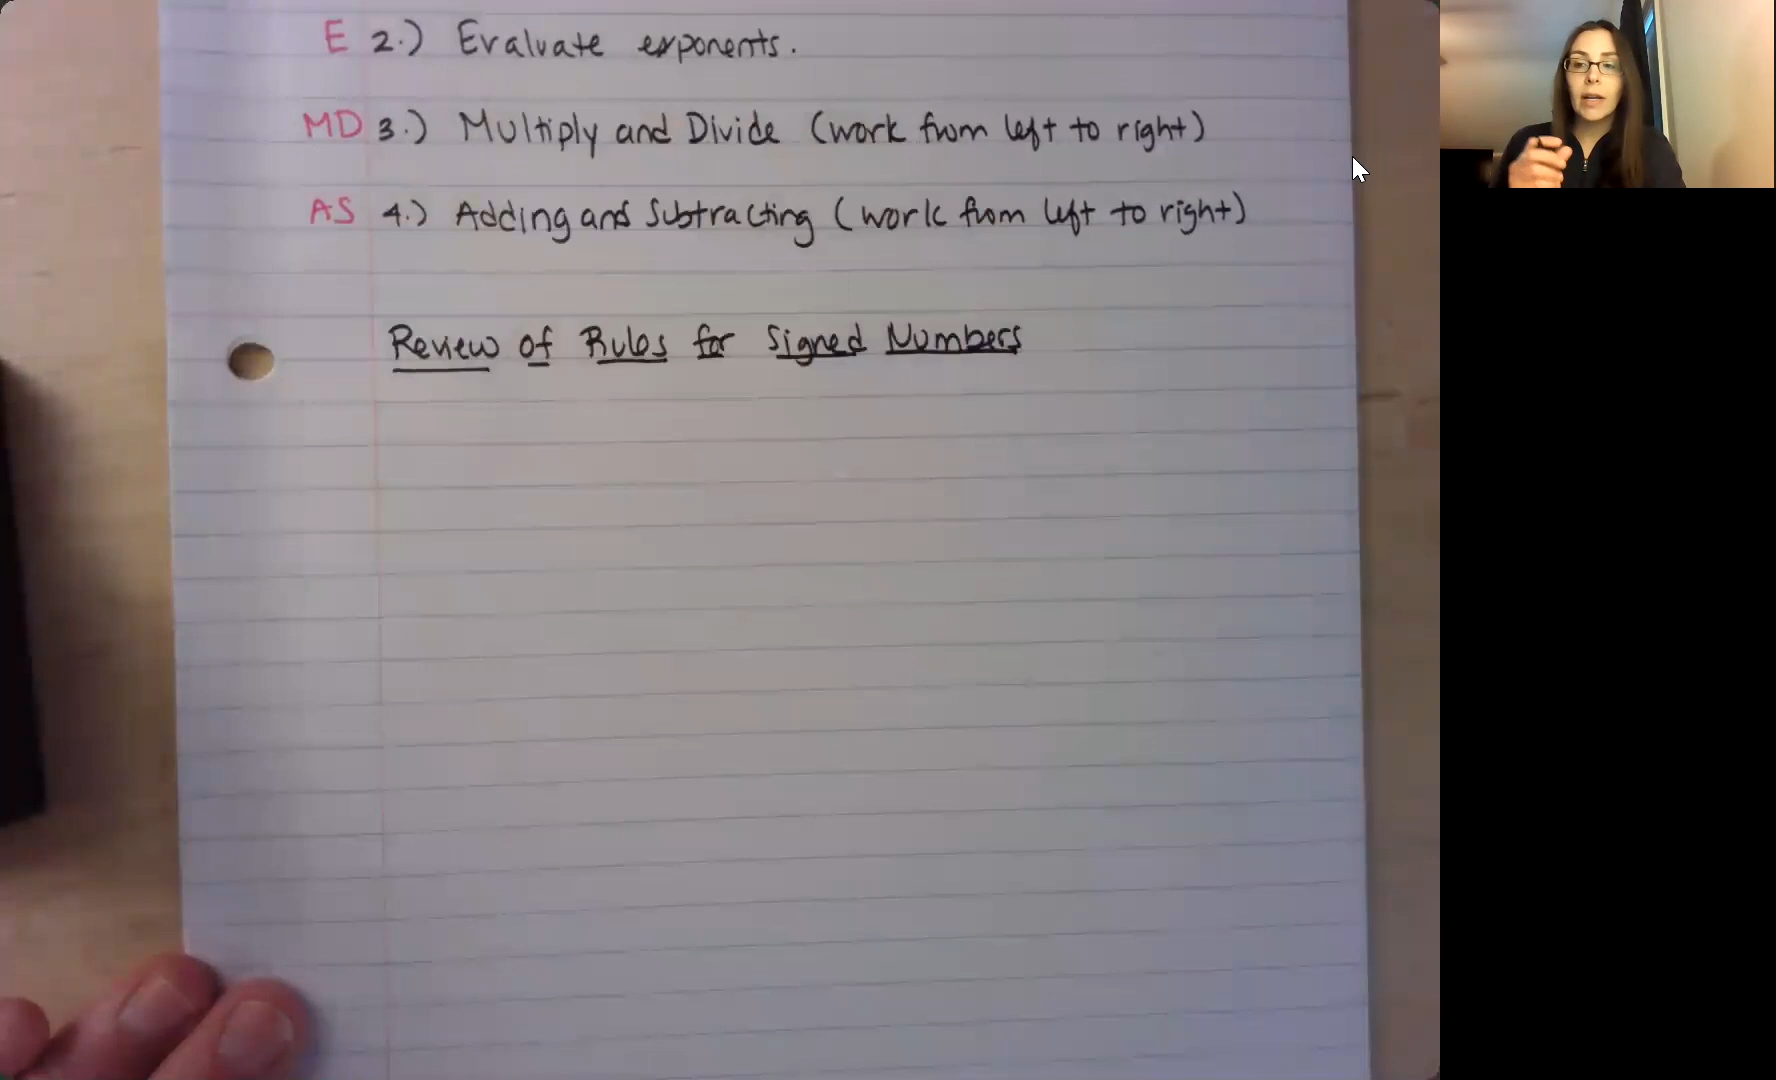 E 2.) Evaluate exponents.
MD 3.) Multiply and Divide (work from left to right)
AS 4.) Adding and Subtracting (work from left to right)
Review of Rules for Signed Numbers